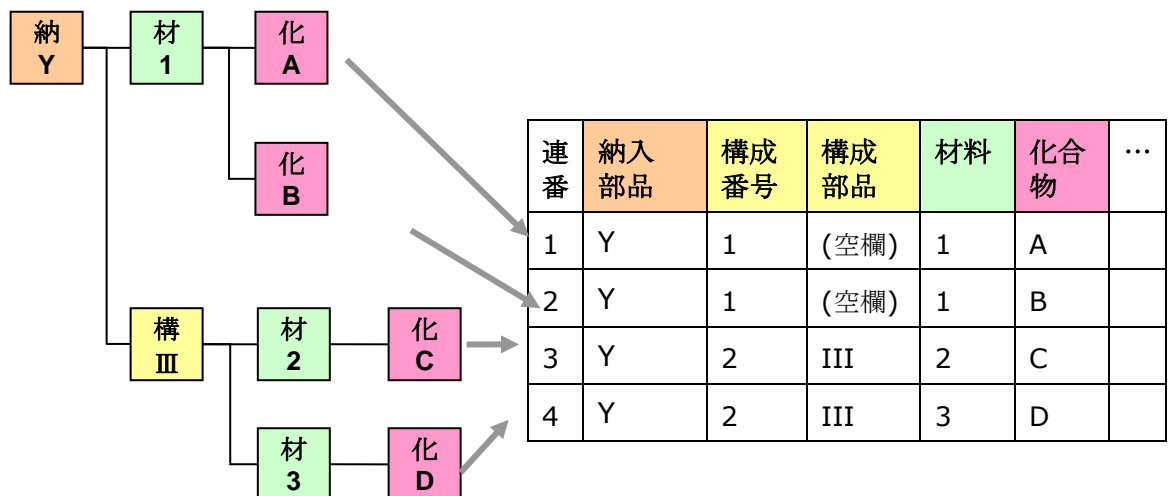 納
Y
材
1
化
A
化
B
構
Ⅲ
材
2
化
C
材
3
化
D
連番 納入部品 構成番号 構成部品 材料 化合物 …
1 Y 1 (空欄) 1 A
2 Y 1 (空欄) 1 B
3 Y 2 III 2 C
4 Y 2 III 3 D